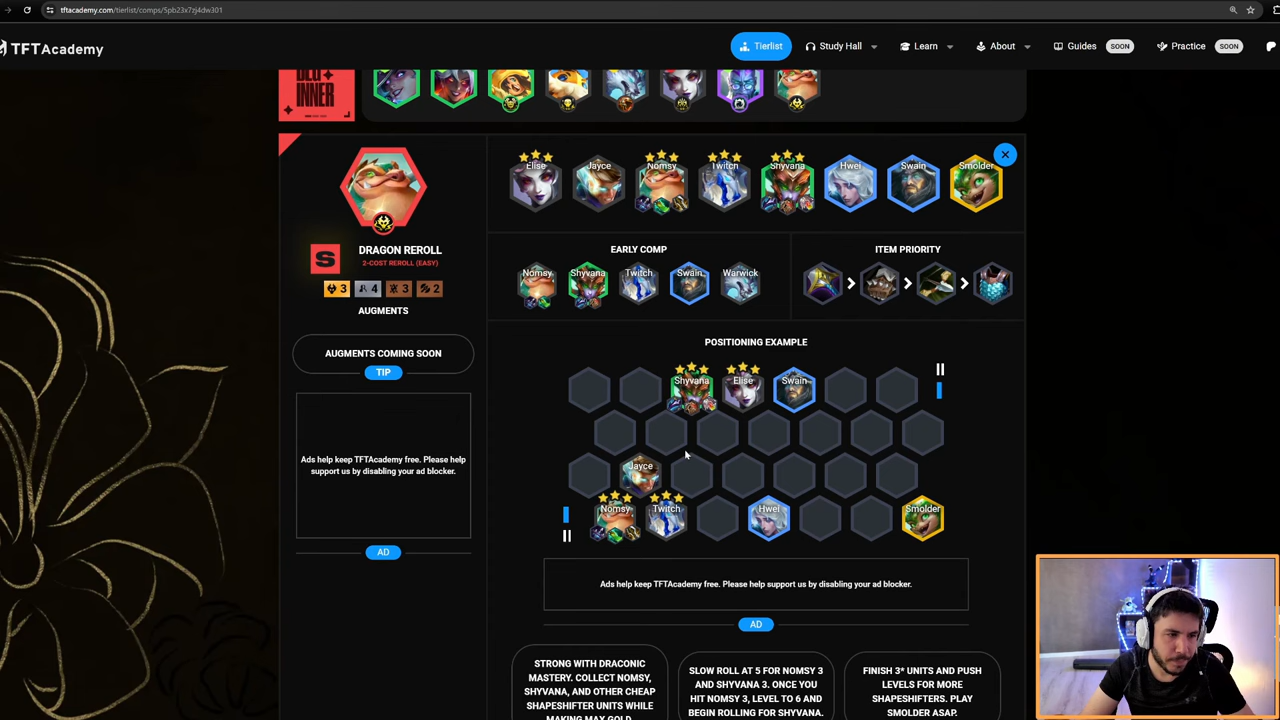 tftacademy.com/tierlist/comps/5pb23x7zj4dw301
TFTAcademy
Tierlist
Study Hall
Learn
About
Guides
SOON
Practice
SOON
INNER
Elise
Jayce
Nomsy
Twitch
Shyvana
Hwei
Swain
Smolder
DRAGON REROLL
2-COST REROLL (EASY)
S
3
4
3
2
AUGMENTS
AUGMENTS COMING SOON
TIP
Ads help keep TFTAcademy free. Please help
support us by disabling your ad blocker.
AD
EARLY COMP
Nomsy
Shyvana
Twitch
Swain
Warwick
ITEM PRIORITY
POSITIONING EXAMPLE
Shyvana
Elise
Swain
Jayce
Nomsy
Twitch
Hwei
Smolder
Ads help keep TFTAcademy free. Please help support us by disabling your ad blocker.
AD
STRONG WITH DRACONIC
MASTERY. COLLECT NOMSY,
SHYVANA, AND OTHER CHEAP
SHAPESHIFTER UNITS WHILE
MAKING MAX GOLD.
SLOW ROLL AT 5 FOR NOMSY 3
AND SHYVANA 3. ONCE YOU
HIT NOMSY 3, LEVEL TO 6 AND
BEGIN ROLLING FOR SHYVANA.
FINISH 3* UNITS AND PUSH
LEVELS FOR MORE
SHAPESHIFTERS. PLAY
SMOLDER ASAP.